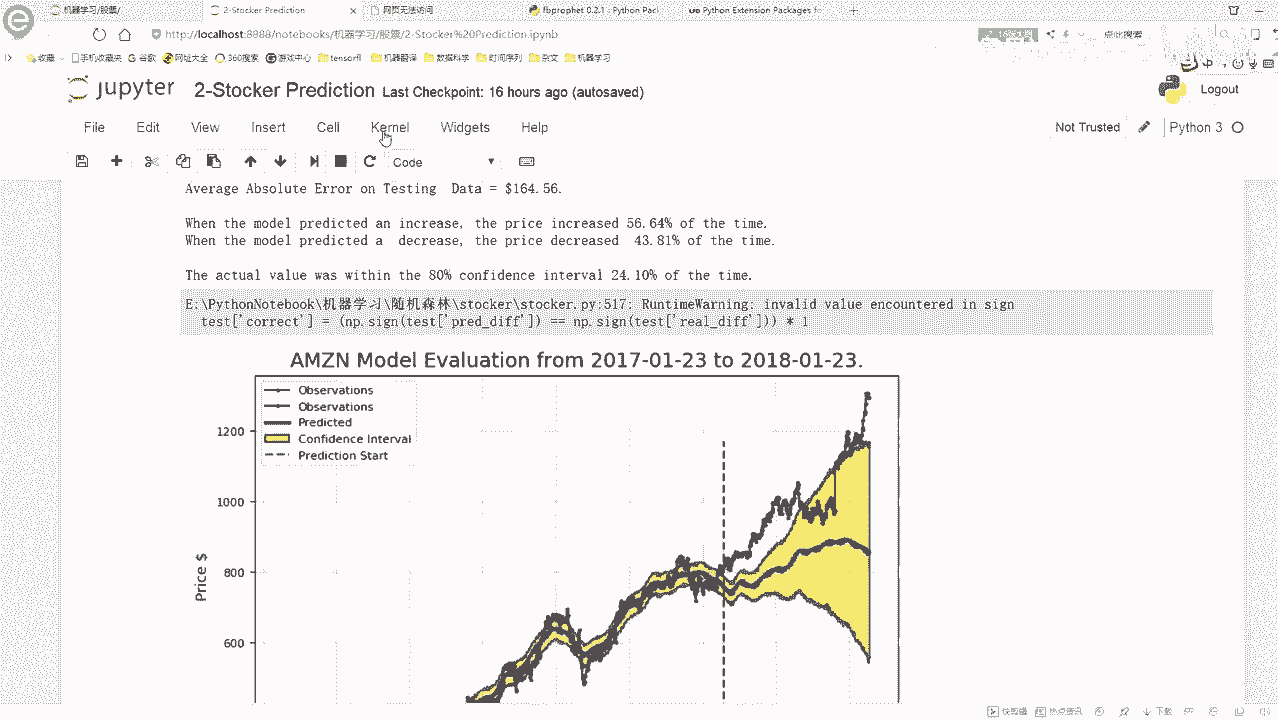 机器学习/股票/
2-Stocker Prediction
网页无法访问
fbprophet 0.2.1 - Python Pac
Python Extension Packages fo
http://localhost:8888/notebooks/机器学习/股票/2-Stocker%20Prediction.ipynb
点此搜索
收藏
手机收藏夹
谷歌
网址大全
360搜索
游戏中心
tensorfl
机器翻译
数据科学
时间序列
杂文
机器学习
jupyter
2-Stocker Prediction Last Checkpoint: 16 hours ago (autosaved)
Logout
File Edit View Insert Cell Kernel Widgets Help
Not Trusted
Python 3
Code
Average Absolute Error on Testing Data = $164.56.
When the model predicted an increase, the price increased 56.64% of the time.
When the model predicted a decrease, the price decreased 43.81% of the time.
The actual value was within the 80% confidence interval 24.10% of the time.
E:\PythonNotebook\机器学习\随机森林\stocker\stocker.py:517: RuntimeWarning: invalid value encountered in sign
test['correct'] = (np.sign(test['pred_diff']) == np.sign(test['real_diff'])) * 1
AMZN Model Evaluation from 2017-01-23 to 2018-01-23.
Observations
Observations
Predicted
Confidence Interval
Prediction Start
1200
1000
800
600
Price $
快剪辑
热点资讯
下载